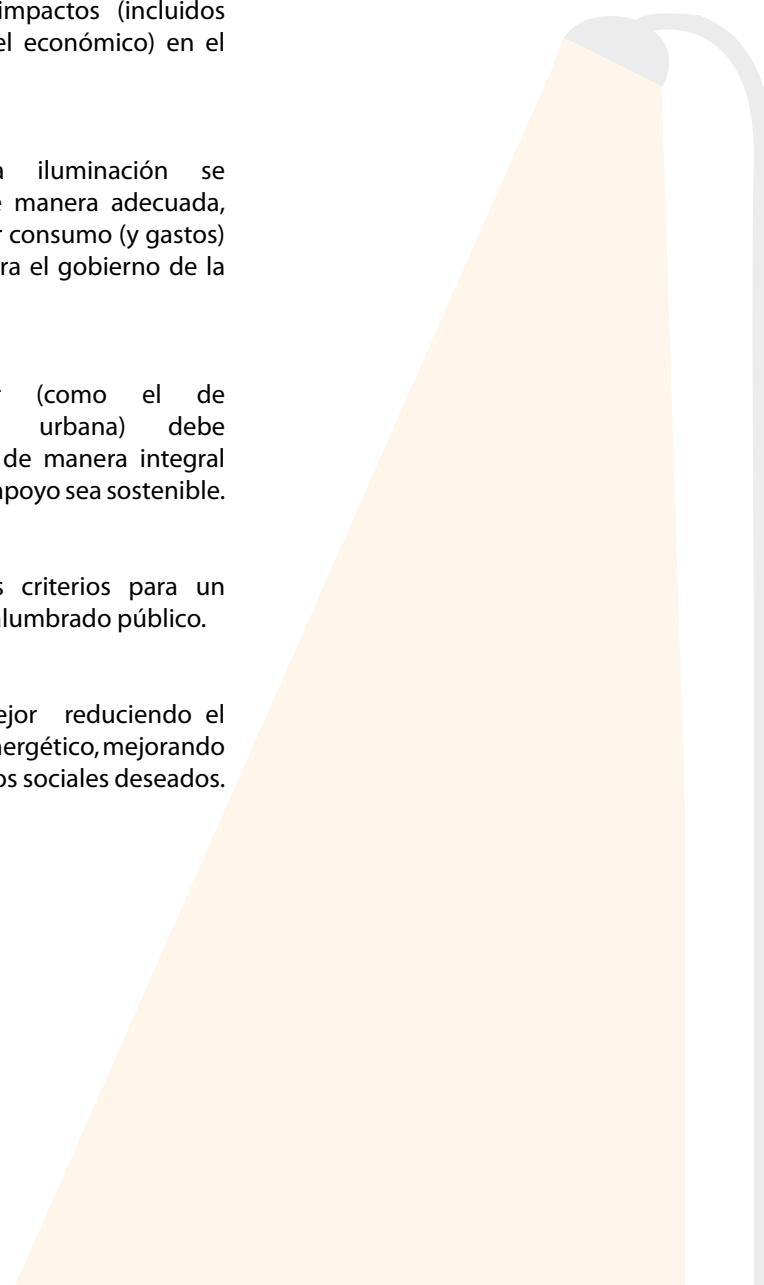 impactos (incluidos
el económico) en el
iluminación se
manera adecuada,
consumo (y gastos)
ra el gobierno de la
(como el de
urbana) debe
de manera integral
apoyo sea sostenible.
criterios para un
alumbrado público.
ejor reduciendo el
nergético, mejorando
os sociales deseados.